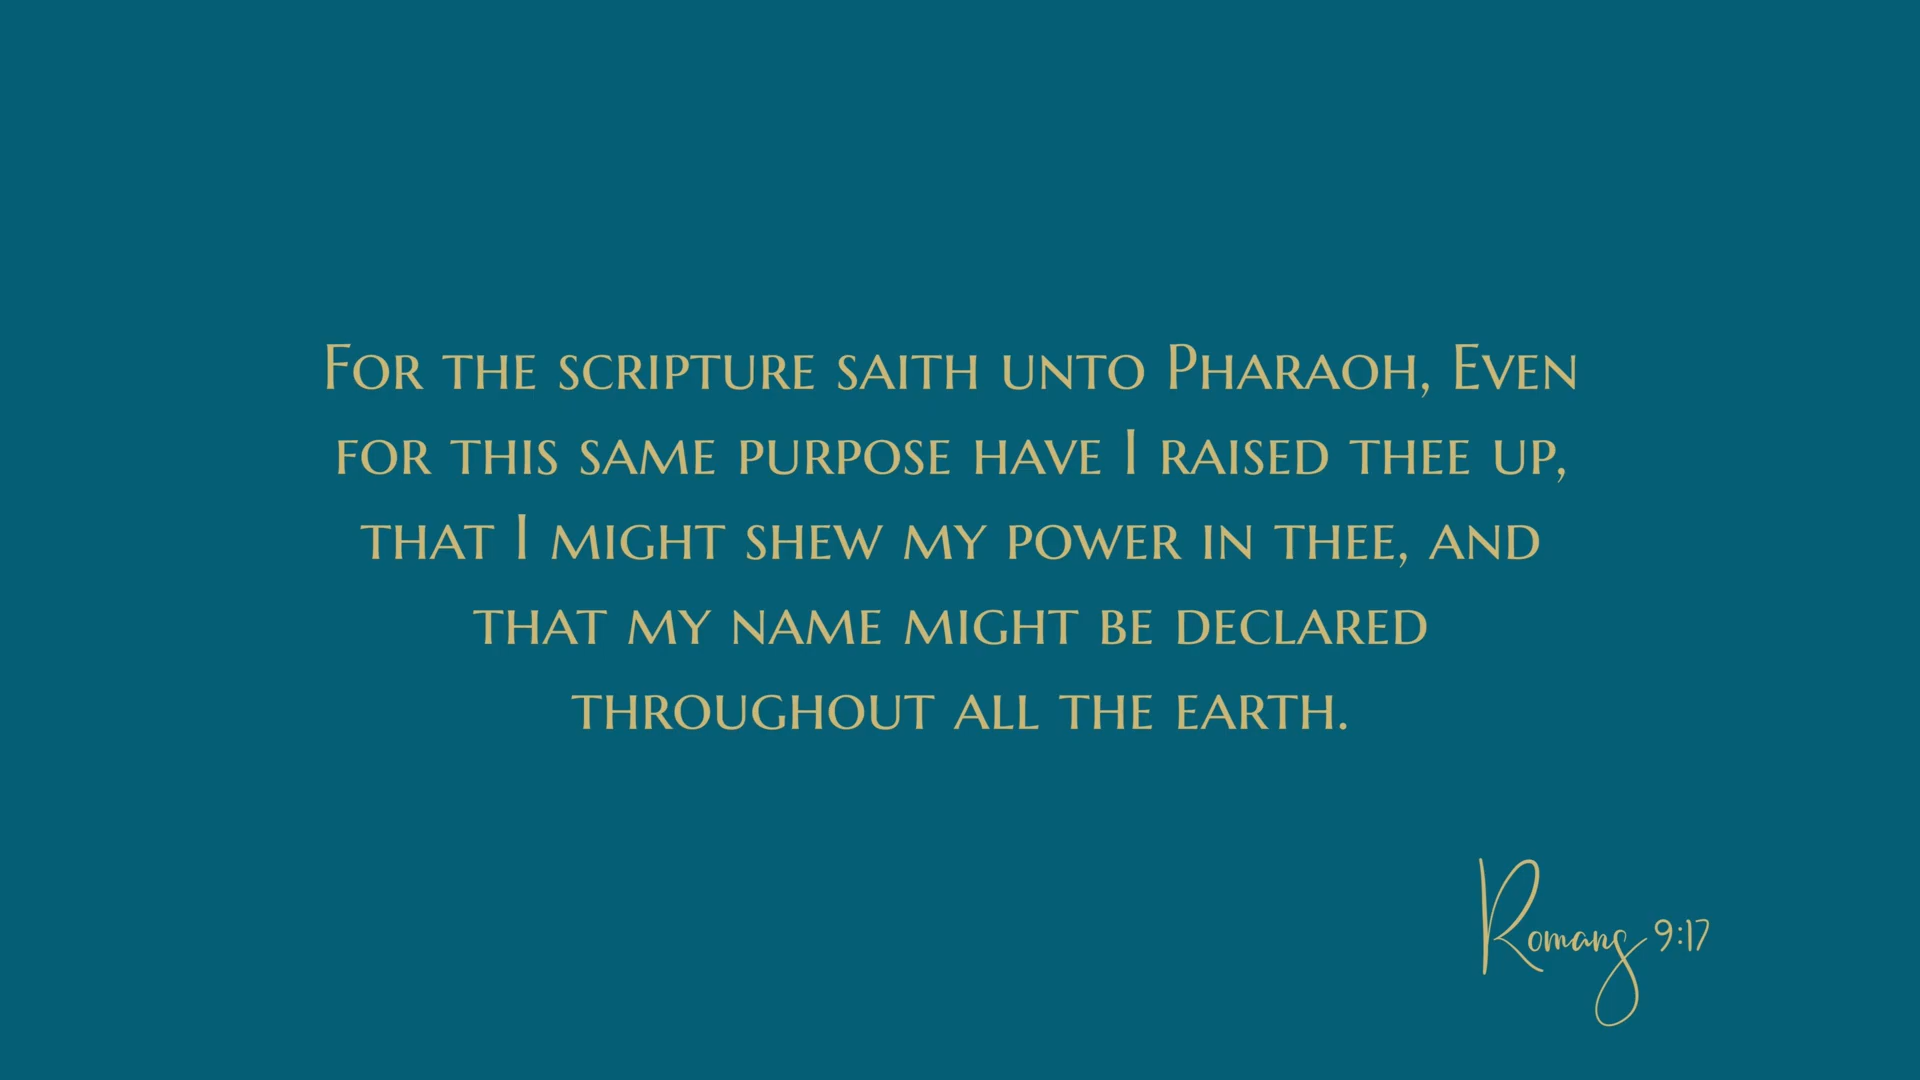 For the scripture saith unto Pharaoh, Even
for this same purpose have I raised thee up,
that I might shew my power in thee, and
that my name might be declared
throughout all the earth.
Romans 9:17